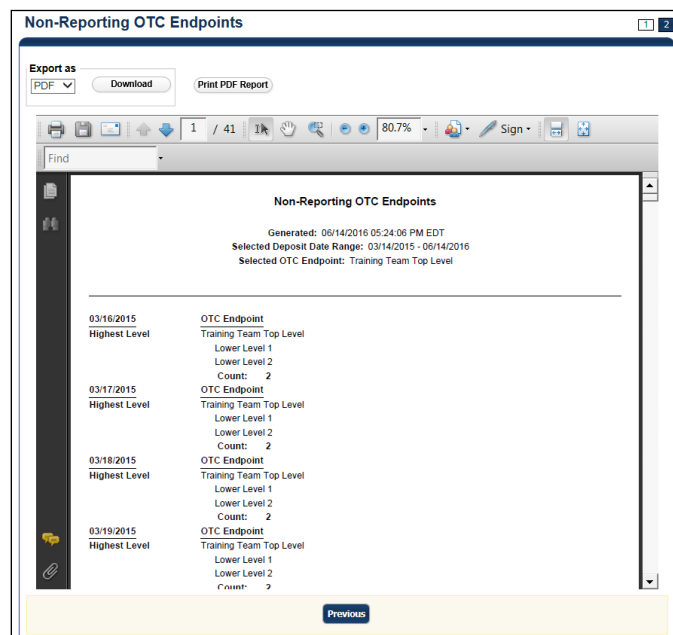 Non-Reporting OTC Endpoints
1 2
Export as
PDF Download Print PDF Report
1 / 41 80.7% Sign
Find
Non-Reporting OTC Endpoints
Generated: 06/14/2016 05:24:06 PM EDT
Selected Deposit Date Range: 03/14/2015 - 06/14/2016
Selected OTC Endpoint: Training Team Top Level
03/16/2015 OTC Endpoint
Highest Level Training Team Top Level
Lower Level 1
Lower Level 2
Count: 2
03/17/2015 OTC Endpoint
Highest Level Training Team Top Level
Lower Level 1
Lower Level 2
Count: 2
03/18/2015 OTC Endpoint
Highest Level Training Team Top Level
Lower Level 1
Lower Level 2
Count: 2
03/19/2015 OTC Endpoint
Highest Level Training Team Top Level
Lower Level 1
Lower Level 2
Count: 2
Previous